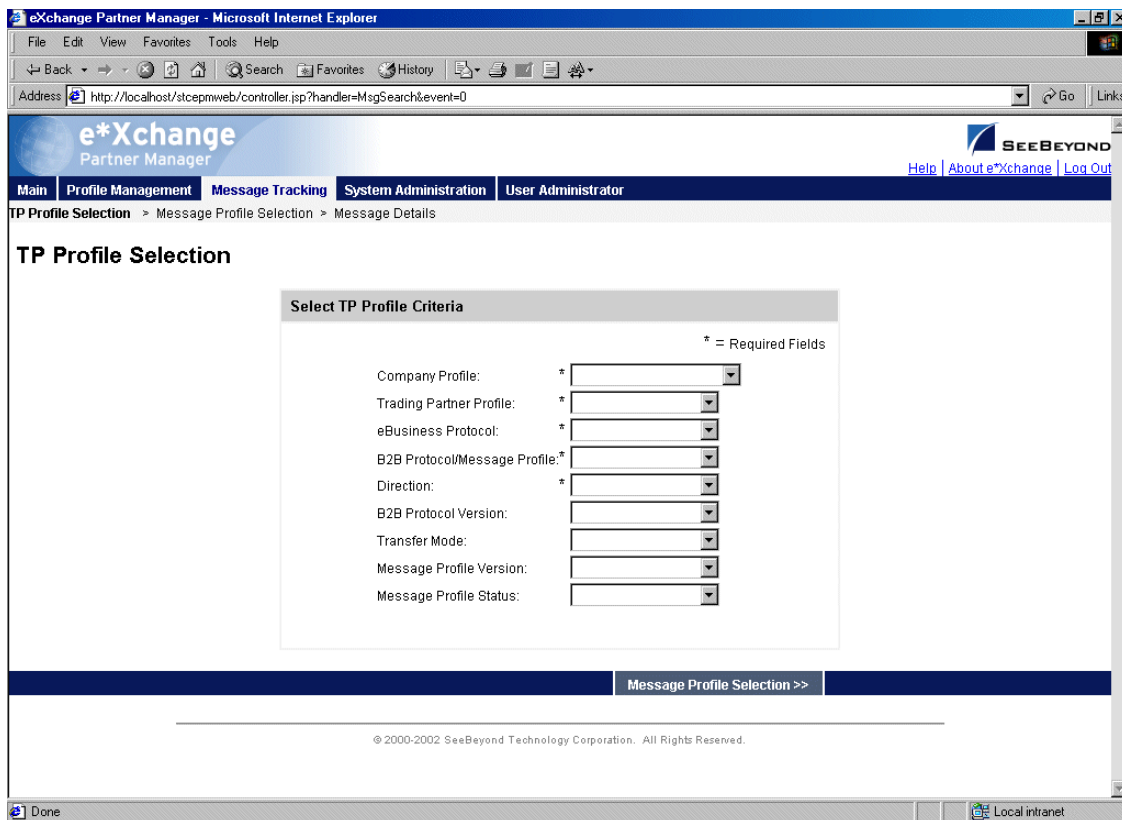 eXchange Partner Manager - Microsoft Internet Explorer
File Edit View Favorites Tools Help
Back Search Favorites History
Address http://localhost/stcepmweb/controller.jsp?handler=MsgSearch&event=0 Go Links
e*Xchange
Partner Manager
SEEBEYOND
Help | About e*Xchange | Log Out
Main Profile Management Message Tracking System Administration User Administrator
TP Profile Selection > Message Profile Selection > Message Details
TP Profile Selection
Select TP Profile Criteria
* = Required Fields
Company Profile: *
Trading Partner Profile: *
eBusiness Protocol: *
B2B Protocol/Message Profile:*
Direction: *
B2B Protocol Version:
Transfer Mode:
Message Profile Version:
Message Profile Status:
Message Profile Selection >>
© 2000-2002 SeeBeyond Technology Corporation. All Rights Reserved.
Done Local intranet